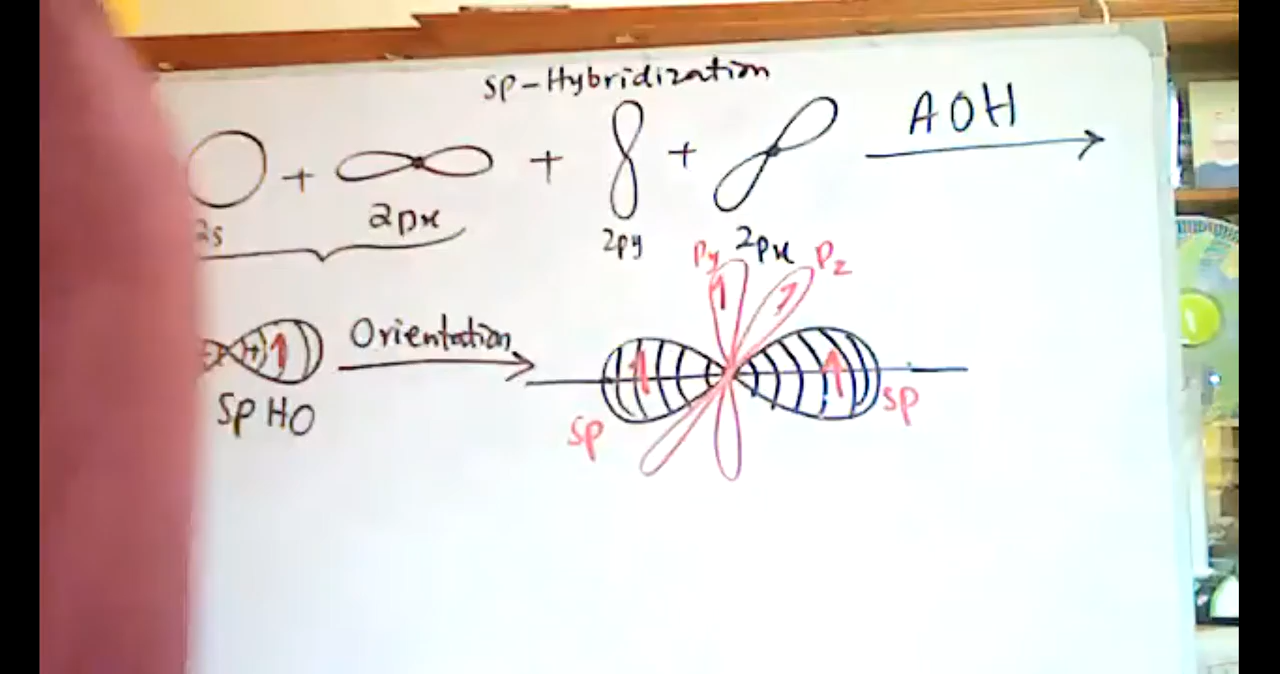 sp-Hybridization
+ + + AOH
2s 2px 2py 2px
Py Pz
Orientation
Sp HO
sp sp